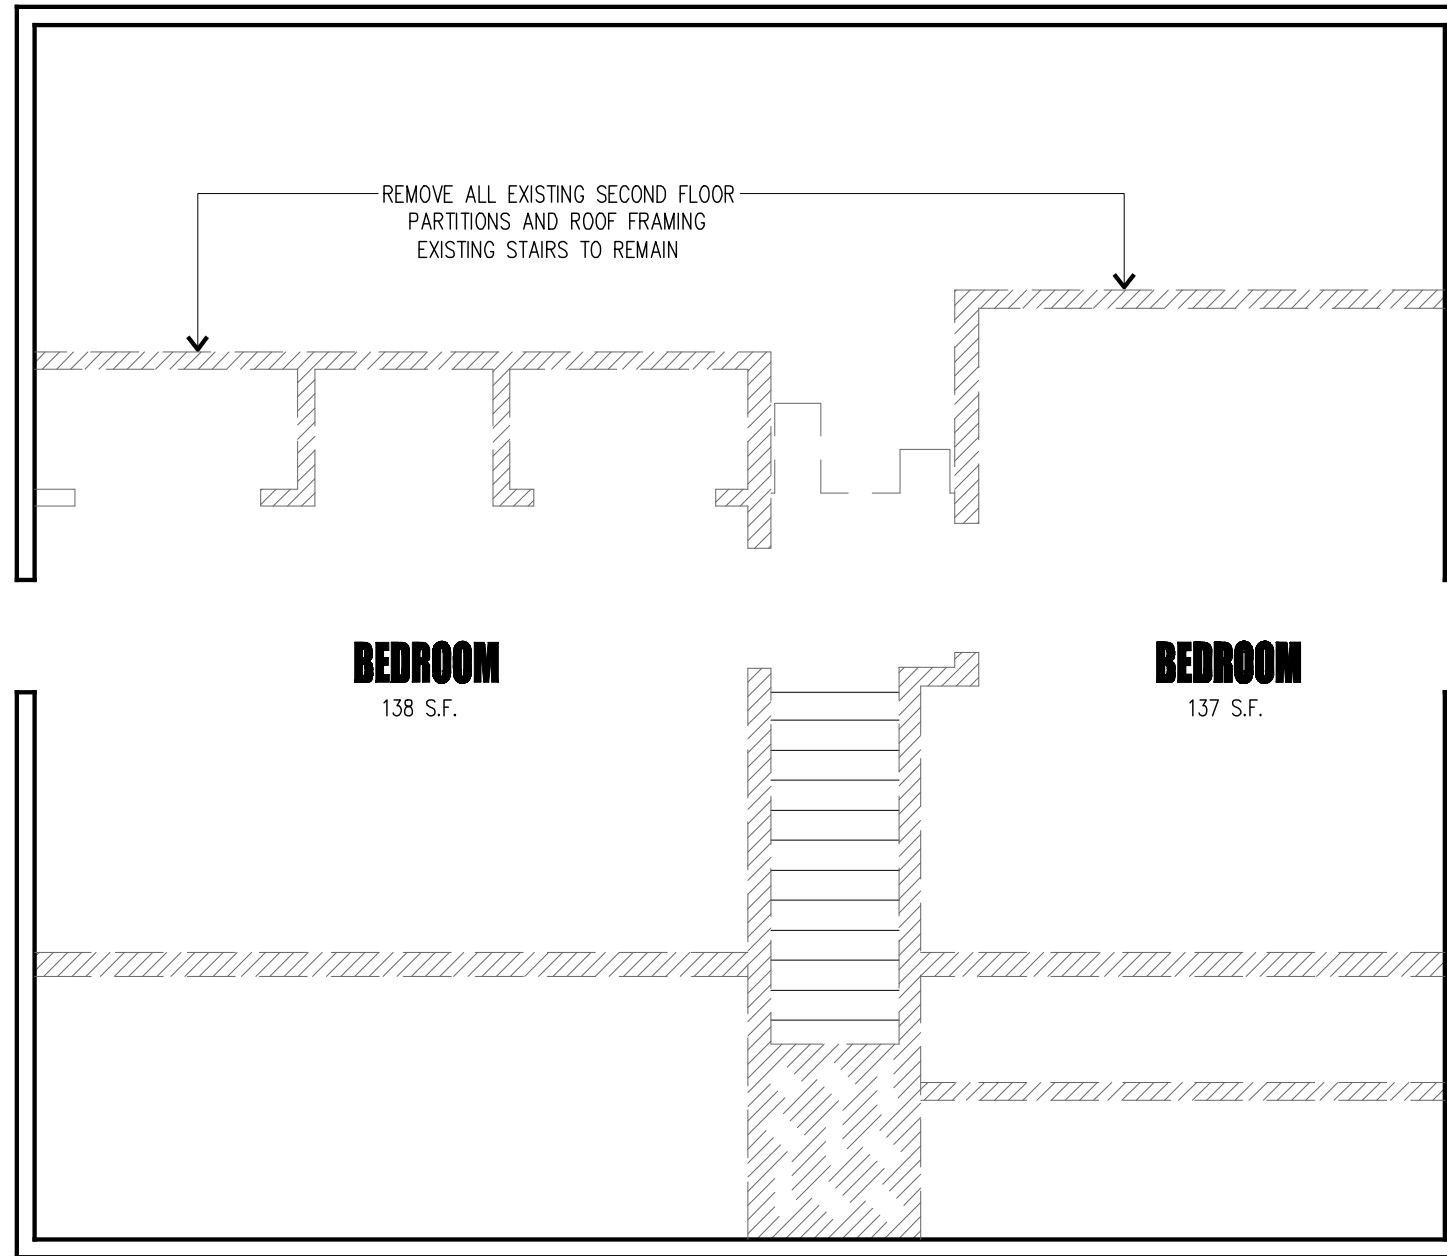 REMOVE ALL EXISTING SECOND FLOOR
PARTITIONS AND ROOF FRAMING
EXISTING STAIRS TO REMAIN
BEDROOM
138 S.F.
BEDROOM
137 S.F.